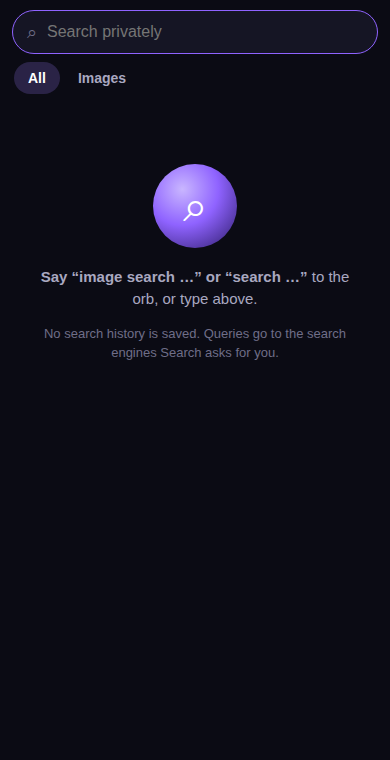 Search privately
All Images
Say “image search …” or “search …” to the
orb, or type above.
No search history is saved. Queries go to the search
engines Search asks for you.